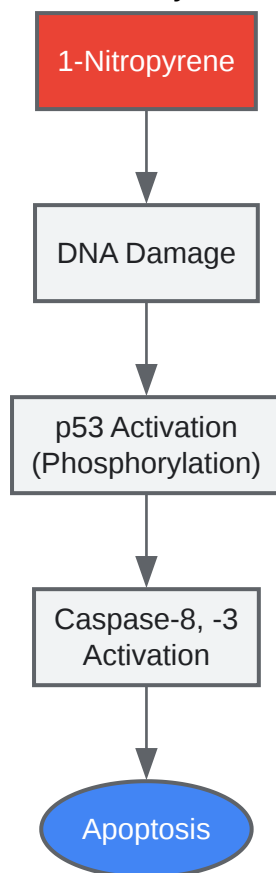 1-Nitropyrene
DNA Damage
p53 Activation
(Phosphorylation)
Caspase-8, -3
Activation
Apoptosis